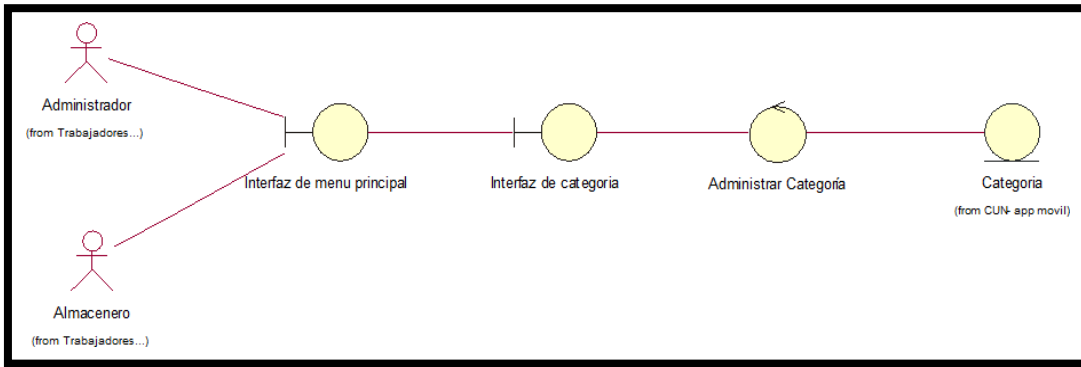 Administrador
(from Trabajadores...)
Interfaz de menu principal
Interfaz de categoria
Administrar Categoría
Categoria
(from CUN- app movil)
Almacenero
(from Trabajadores...)